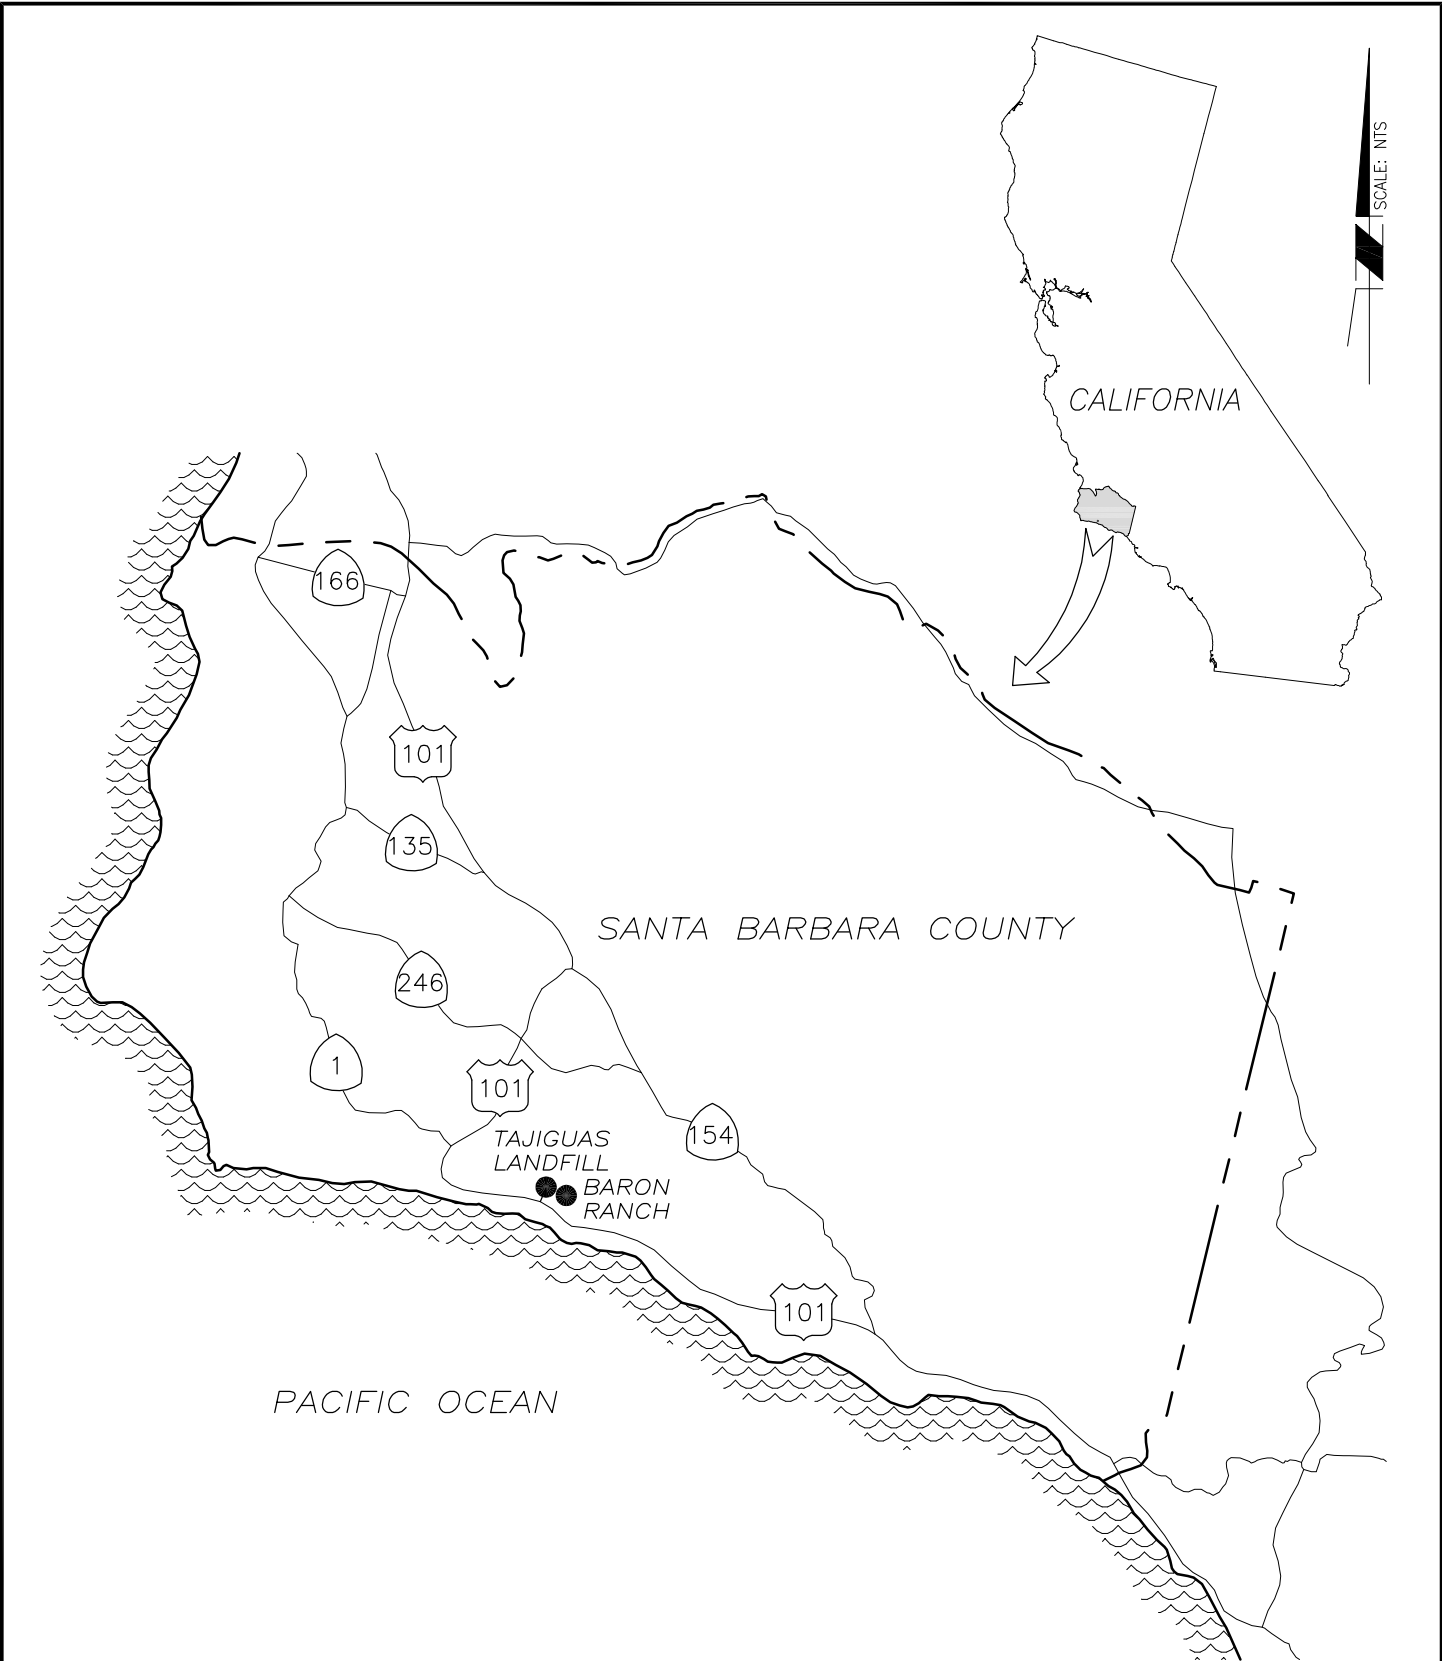 SCALE: NTS
N
CALIFORNIA
166
101
135
SANTA BARBARA COUNTY
246
1
101
154
TAJIGUAS
LANDFILL
BARON
RANCH
101
PACIFIC OCEAN